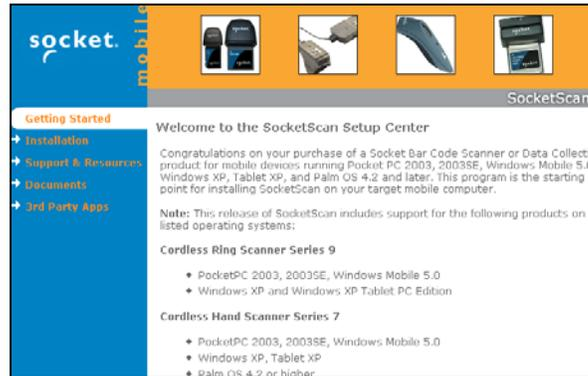 socket.
mobile
SocketScan
Getting Started
Installation
Support & Resources
Documents
3rd Party Apps
Welcome to the SocketScan Setup Center
Congratulations on your purchase of a Socket Bar Code Scanner or Data Collecti
product for mobile devices running Pocket PC 2003, 2003SE, Windows Mobile 5.0
Windows XP, Tablet XP, and Palm OS 4.2 and later. This program is the starting
point for installing SocketScan on your target mobile computer.
Note: This release of SocketScan includes support for the following products on
listed operating systems:
Cordless Ring Scanner Series 9
PocketPC 2003, 2003SE, Windows Mobile 5.0
Windows XP and Windows XP Tablet PC Edition
Cordless Hand Scanner Series 7
PocketPC 2003, 2003SE, Windows Mobile 5.0
Windows XP, Tablet XP
Palm OS 4.2 or higher